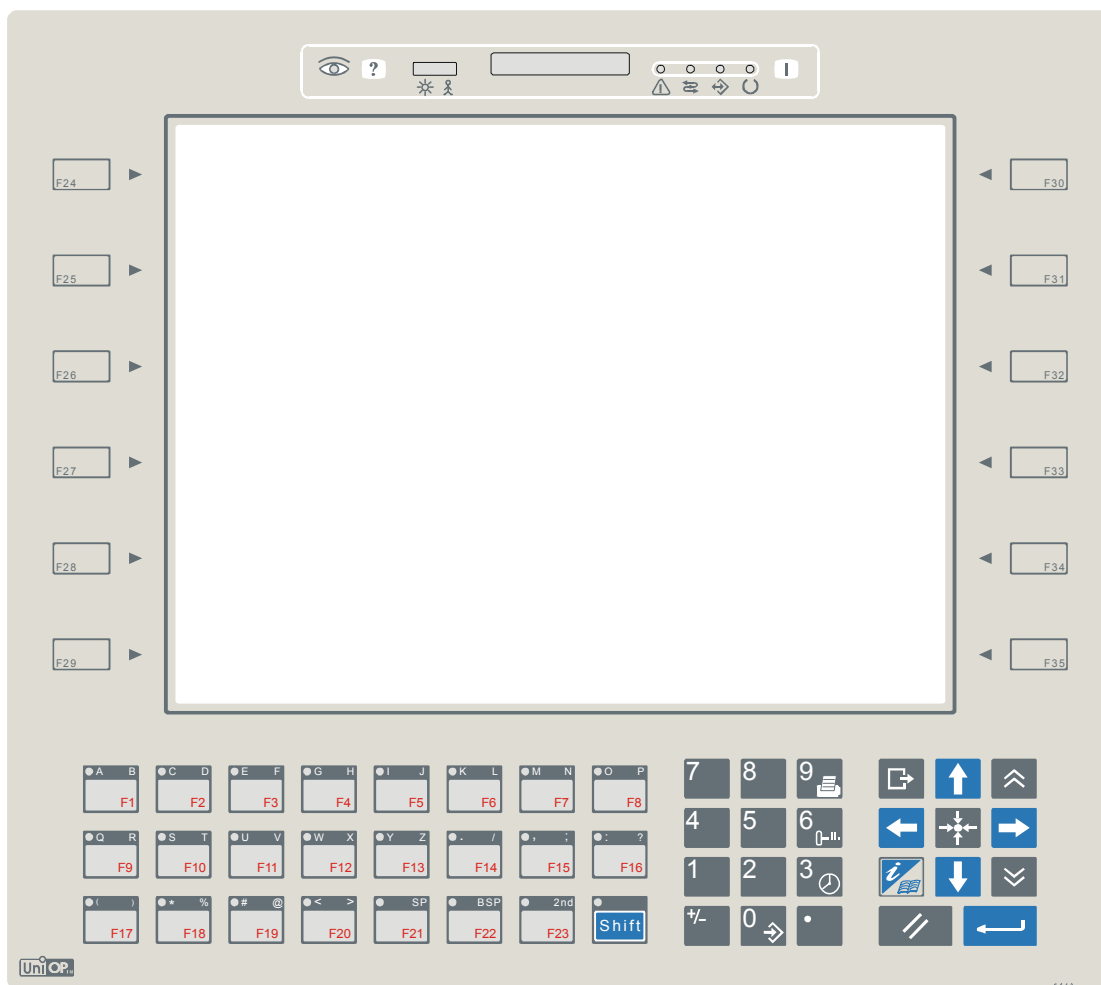 ?
F24 F30
F25 F31
F26 F32
F27 F33
F28 F34
F29 F35
A B C D E F G H I J K L M N O P
F1 F2 F3 F4 F5 F6 F7 F8
7 8 9
Q R S T U V W X Y Z . / , ; : ?
F9 F10 F11 F12 F13 F14 F15 F16
4 5 6
1 2 3
( ) * % # @ < > SP BSP 2nd
F17 F18 F19 F20 F21 F22 F23 Shift
+/- 0 .
i
UniOP